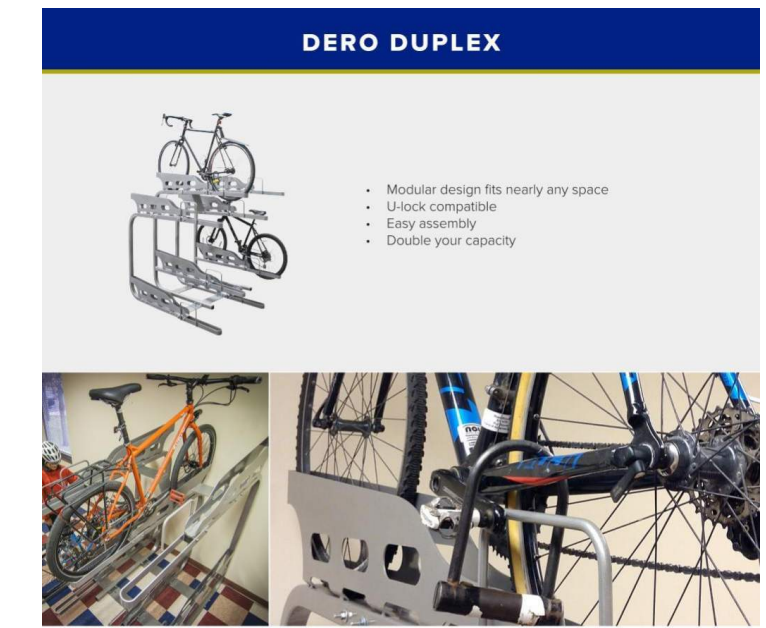 DERO DUPLEX
• Modular design fits nearly any space
• U-lock compatible
• Easy assembly
• Double your capacity